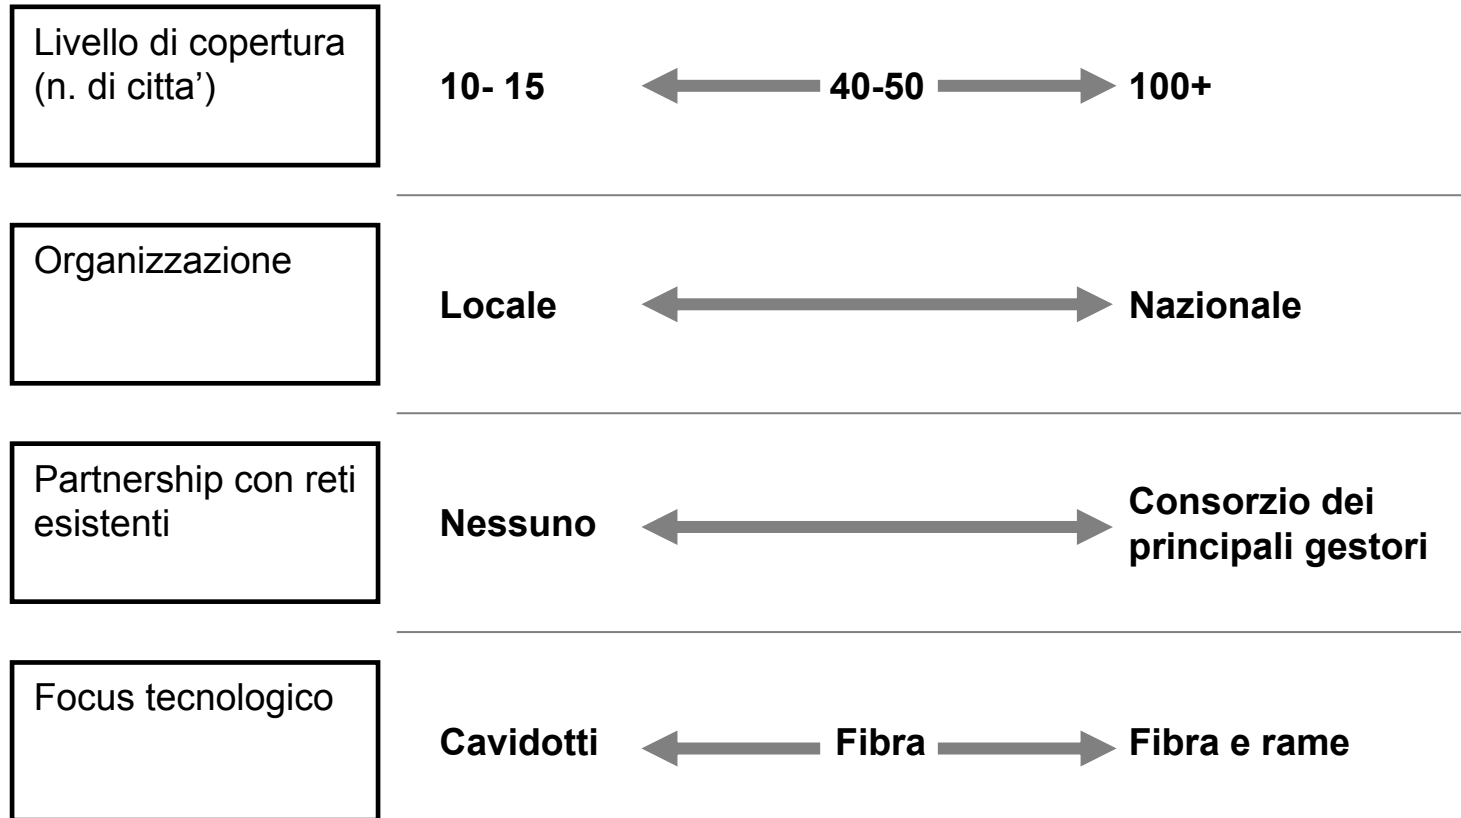 Livello di copertura
(n. di citta’)
10- 15
40-50
100+
Organizzazione
Locale
Nazionale
Partnership con reti
esistenti
Nessuno
Consorzio dei
principali gestori
Focus tecnologico
Cavidotti
Fibra
Fibra e rame